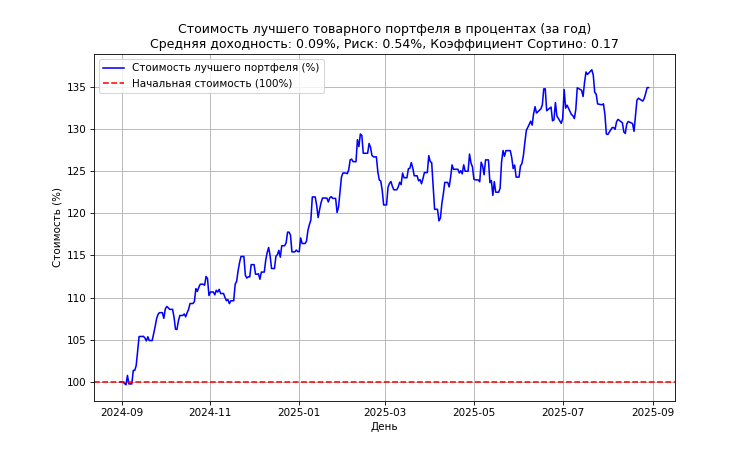 Стоимость лучшего товарного портфеля в процентах (за год)
Средняя доходность: 0.09%, Риск: 0.54%, Коэффициент Сортино: 0.17
Стоимость лучшего портфеля (%)
Начальная стоимость (100%)
Стоимость (%)
135
130
125
120
115
110
105
100
2024-09
2024-11
2025-01
2025-03
2025-05
2025-07
2025-09
День